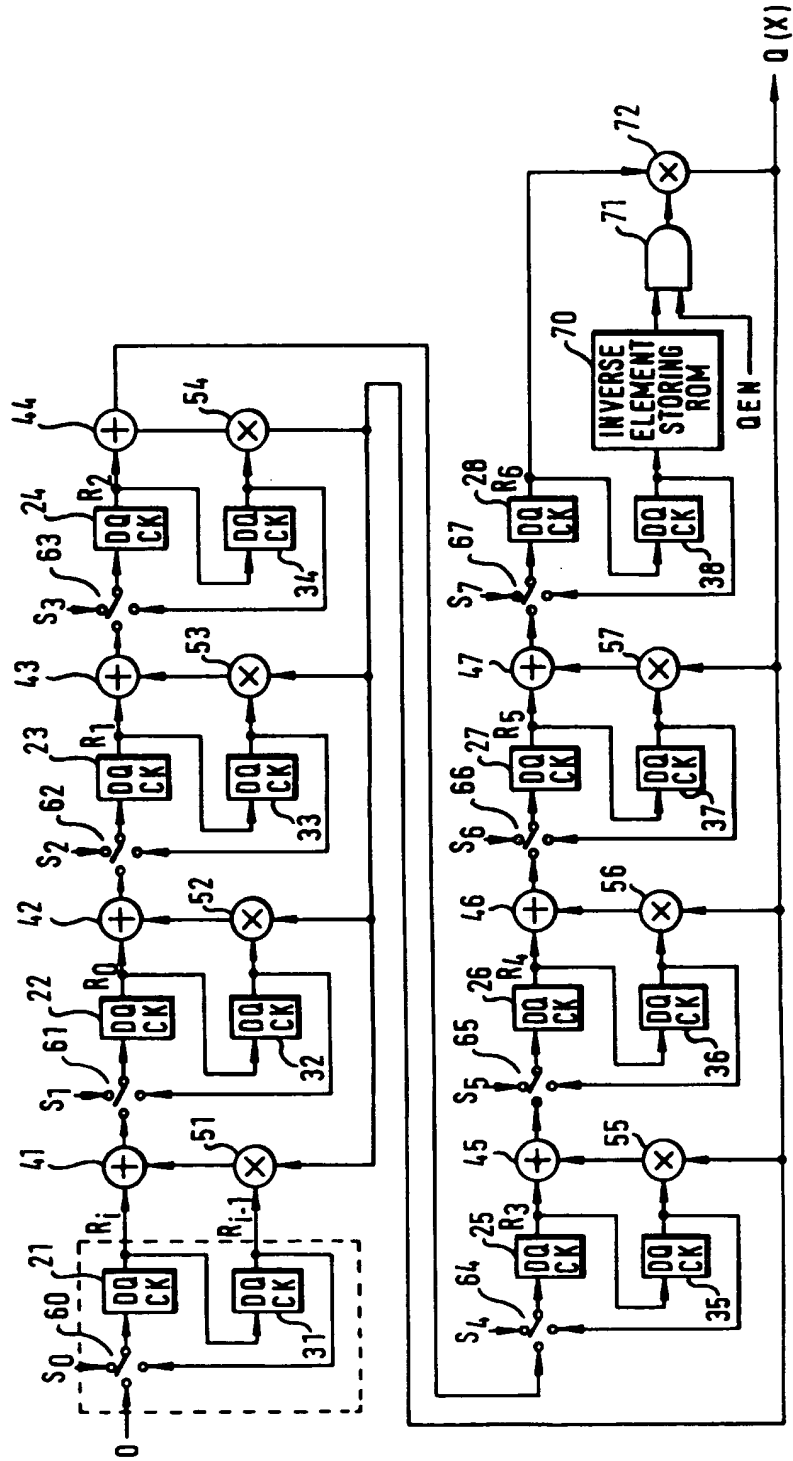 44
54
43
24
R2
63
53
S3
34
DQ
CK
DQ
CK
42
23
R1
62
52
S2
33
DQ
CK
DQ
CK
41
22
R0
61
51
S1
32
DQ
CK
DQ
CK
21
Ri
60
Ri-1
S0
31
DQ
CK
DQ
CK
0
Q(X)
72
71
70
INVERSE
ELEMENT
STORING
ROM
QEN
28
R6
67
S7
38
DQ
CK
DQ
CK
47
57
27
R5
66
S6
37
DQ
CK
DQ
CK
46
56
26
R4
65
S5
36
DQ
CK
DQ
CK
45
55
25
R3
64
S4
35
DQ
CK
DQ
CK